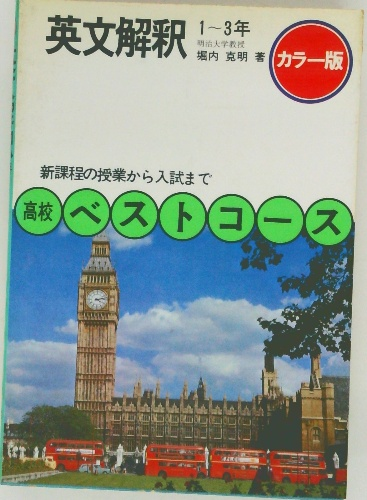 英文解釈
1〜3年
明治大学教授
堀内 克明 著
カラー版
新課程の授業から入試まで
高校 ベストコース